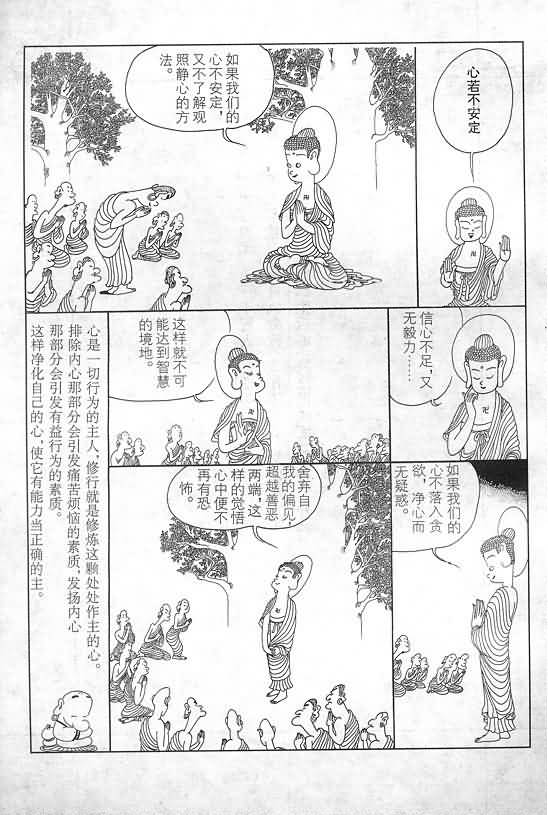 心若不安定
如果我们的
心不安定，
又不了解观
照静心的方
法。
信心不足，又
无毅力……
这样就不可
能达到智慧
的境地。
如果我们的
心不落入贪
欲，净心而
无疑惑。
舍弃自
我的偏见
超越善恶
两端，这
样的觉悟
心中便不
再有恐
怖。
心是一切行为的主人，修行就是修炼这颗处处作主的心。
排除内心那部分会引发痛苦烦恼的素质，发扬内心
那部分会引发有益行为的素质。
这样净化自己的心，使它有能力当正确的主。